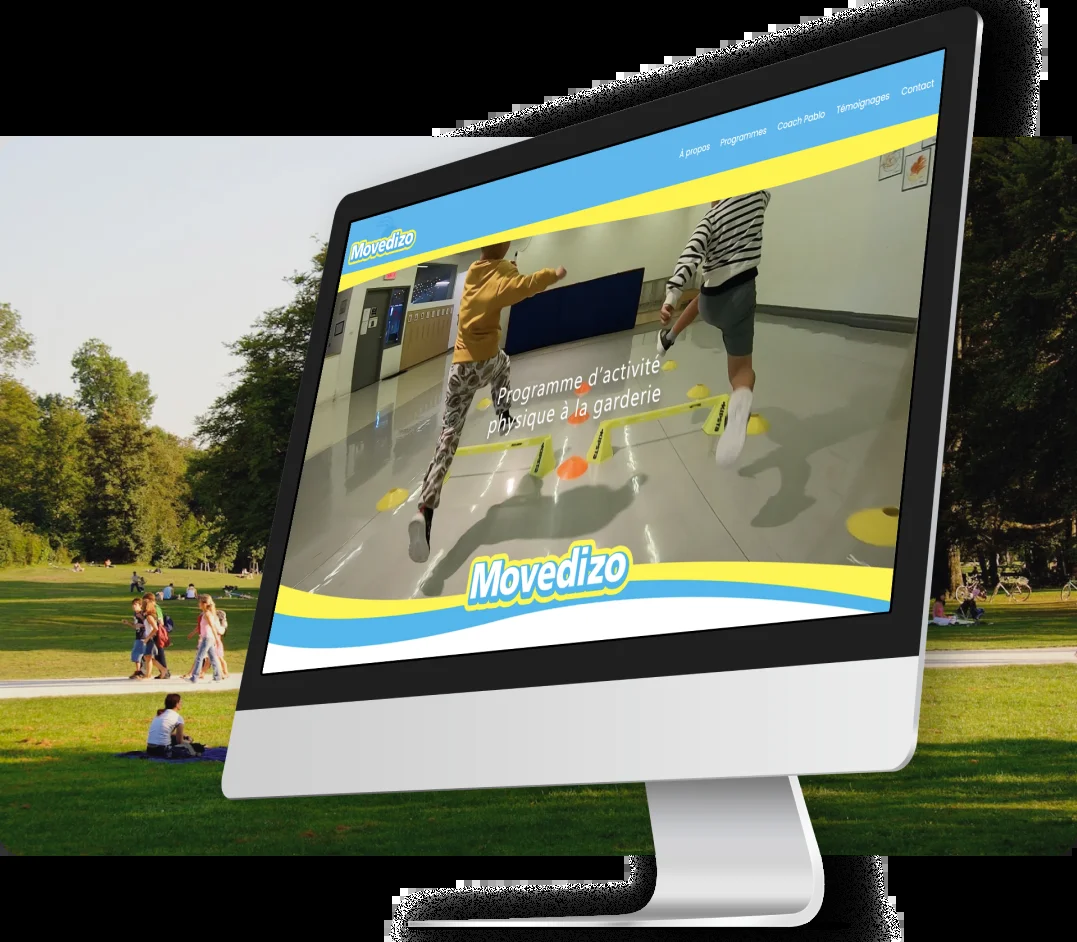 À propos Programmes Coach Pablo Témoignages Contact
Movedizo
Programme d'activité
physique à la garderie
Movedizo